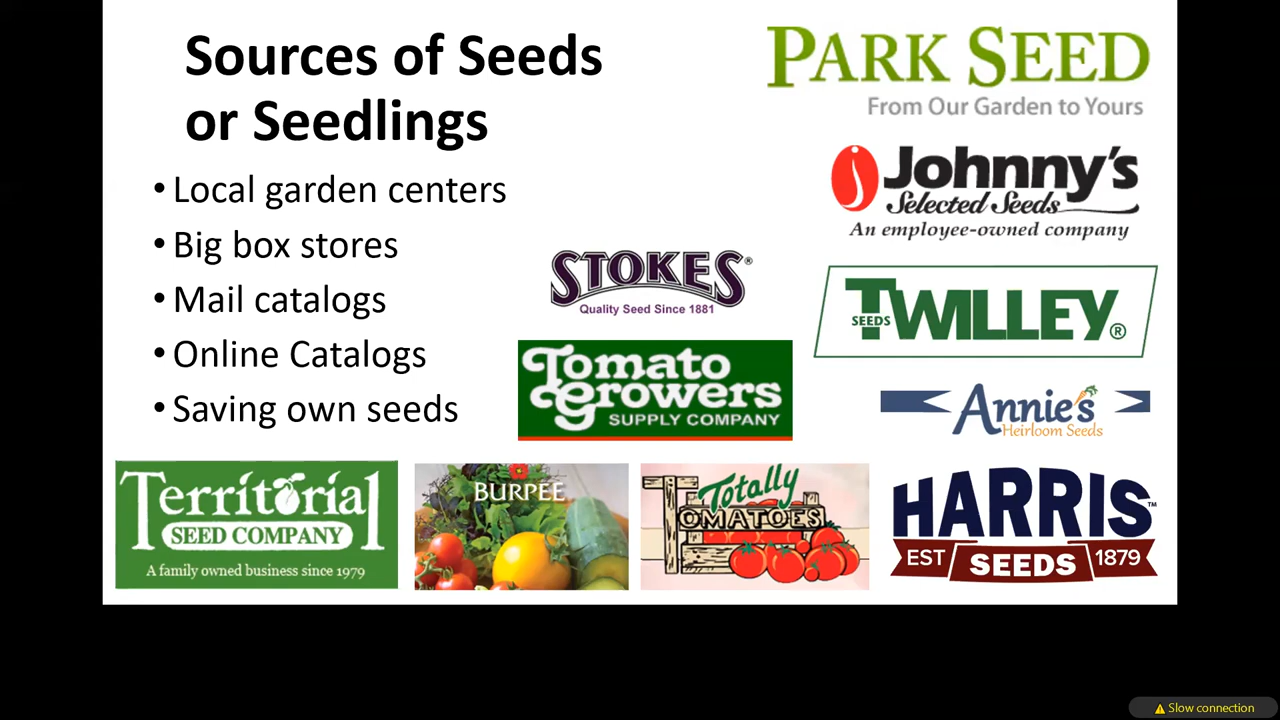 Sources of Seeds
or Seedlings
• Local garden centers
• Big box stores
• Mail catalogs
• Online Catalogs
• Saving own seeds
PARK SEED
From Our Garden to Yours
Johnny's
Selected Seeds
An employee-owned company
STOKES®
Quality Seed Since 1881
SEEDS TWILLEY®
Tomato
Growers
SUPPLY COMPANY
Annie's
Heirloom Seeds
Territorial
SEED COMPANY
A family owned business since 1979
BURPEE
Totally
TOMATOES
HARRIS™
EST SEEDS 1879
Slow connection